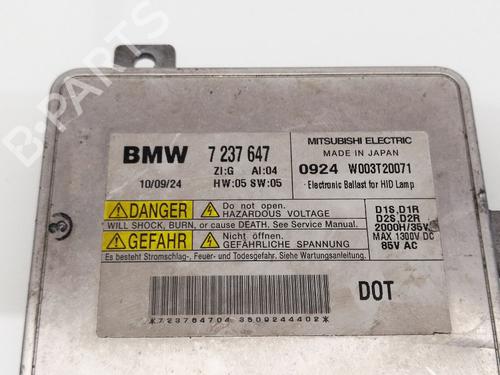 BMW 7 237 647
ZI:G AI:04
10/09/24 HW:05 SW:05
MITSUBISHI ELECTRIC
MADE IN JAPAN
0924 W003T20071
Electronic Ballast for HID Lamp
DANGER Do not open.
HAZARDOUS VOLTAGE
WILL SHOCK, BURN, or cause DEATH. See Service Manual.
GEFAHR Nicht öffnen.
GEFÄHRLICHE SPANNUNG
Es besteht Stromschlag-, Feuer- und Todesgefahr. Siehe Wartungsanleitung.
D1S,D1R
D2S,D2R
2000H/35W
MAX 1300V DC
85V AC
DOT
*723764704 3509244402*
B-PARTS